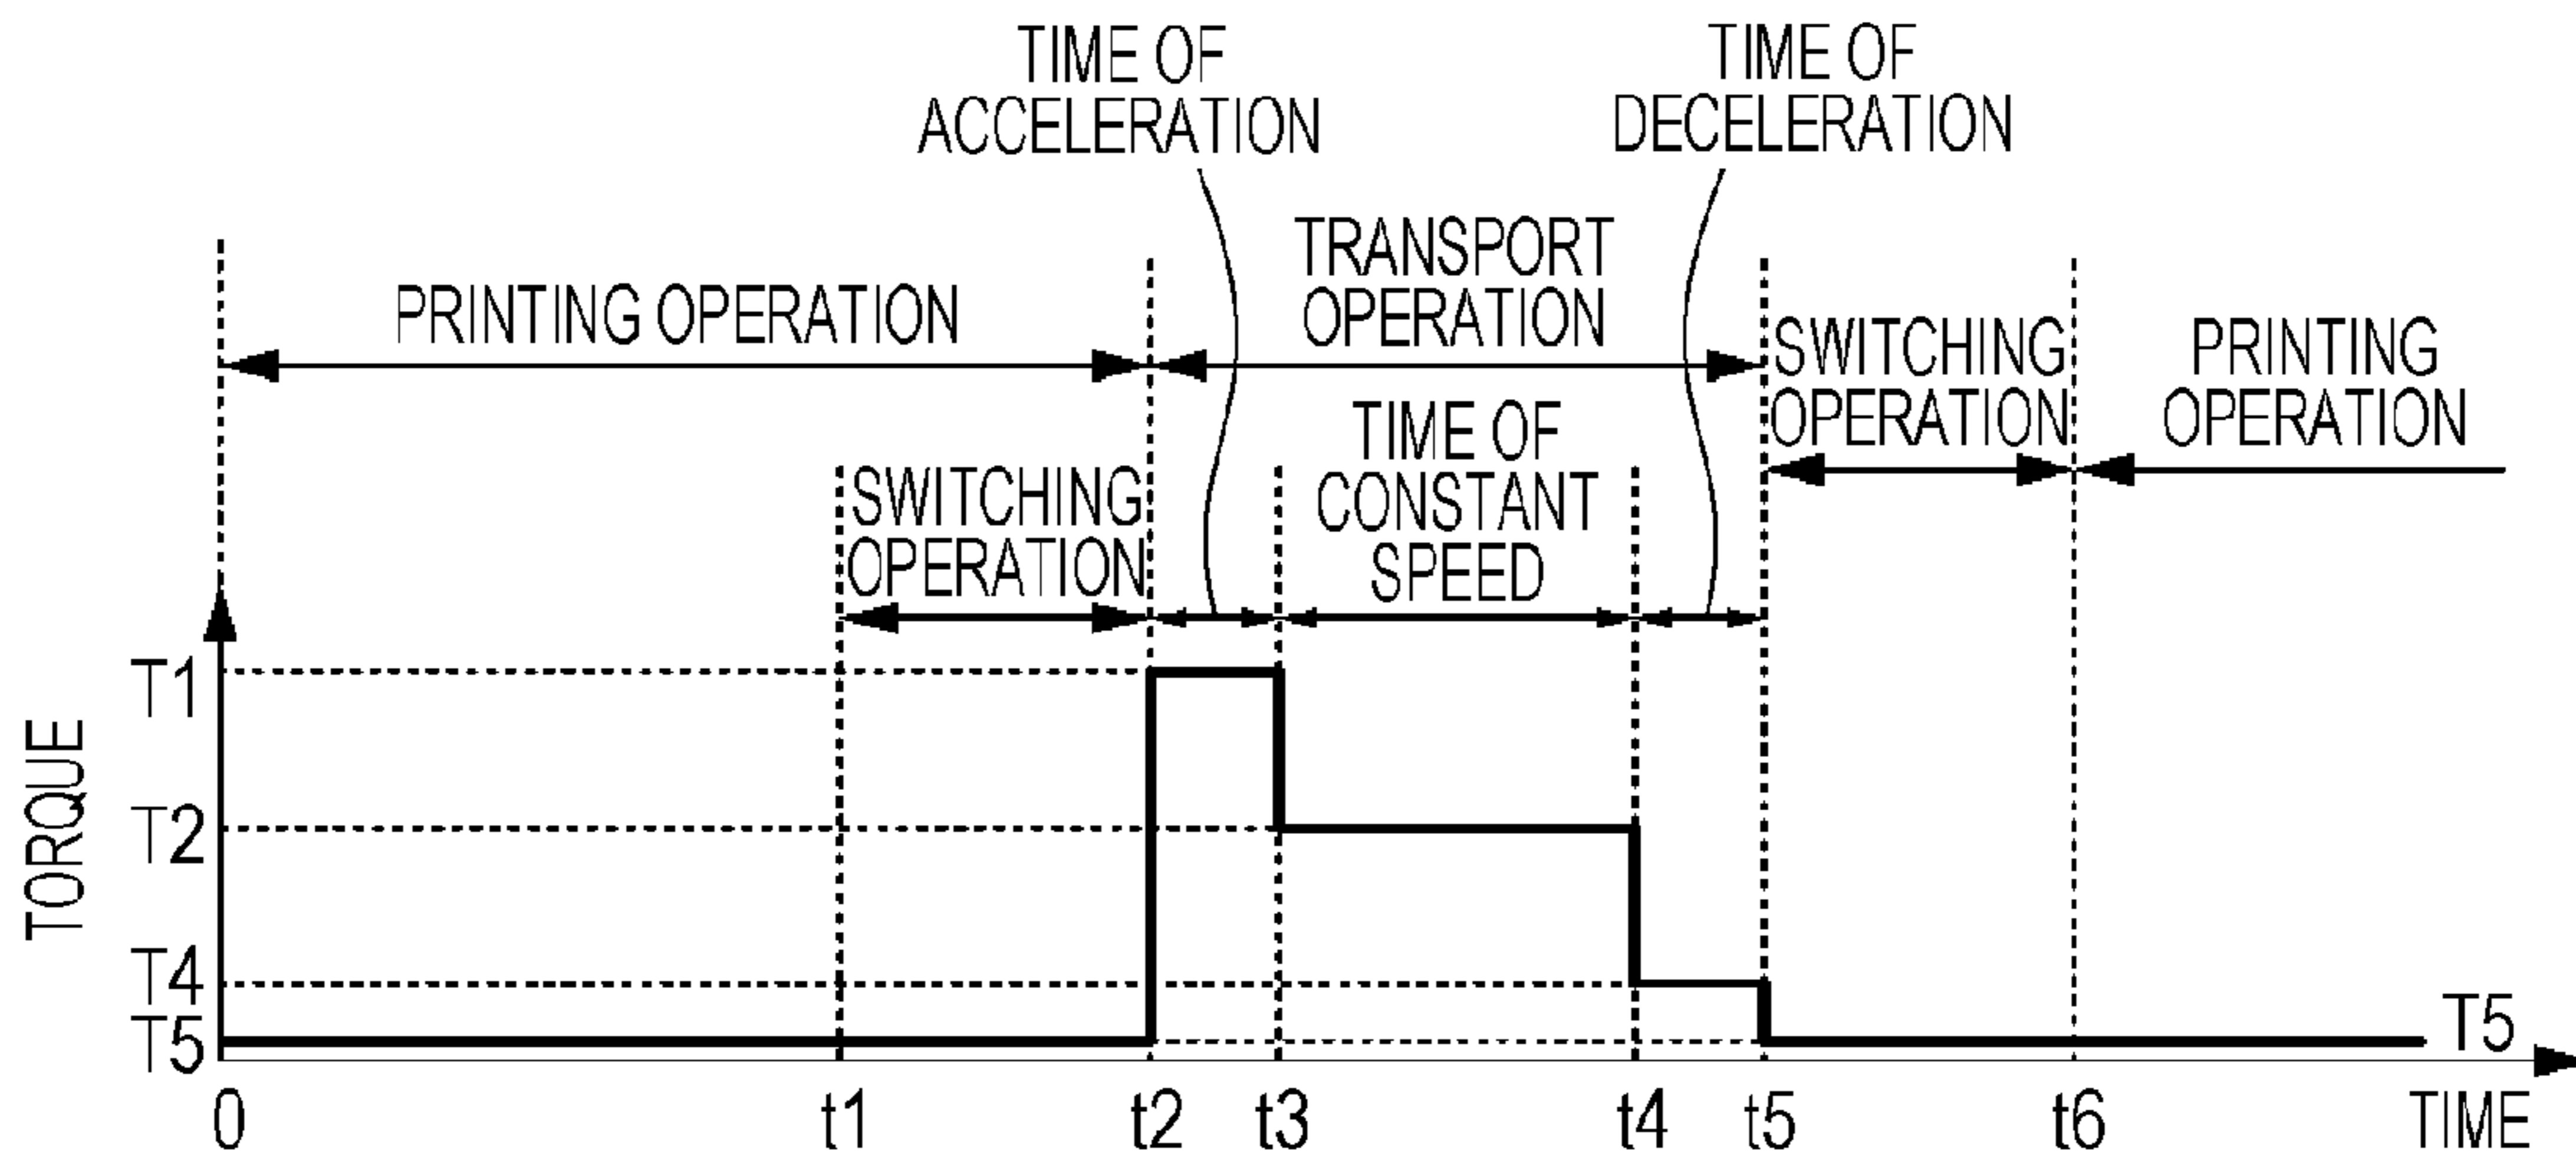 TIME OF
ACCELERATION
TIME OF
DECELERATION
PRINTING OPERATION
TRANSPORT
OPERATION
SWITCHING
OPERATION
PRINTING
OPERATION
SWITCHING
OPERATION
TIME OF
CONSTANT
SPEED
TORQUE
T1
T2
T4
T5
T5
0
t1
t2
t3
t4
t5
t6
TIME